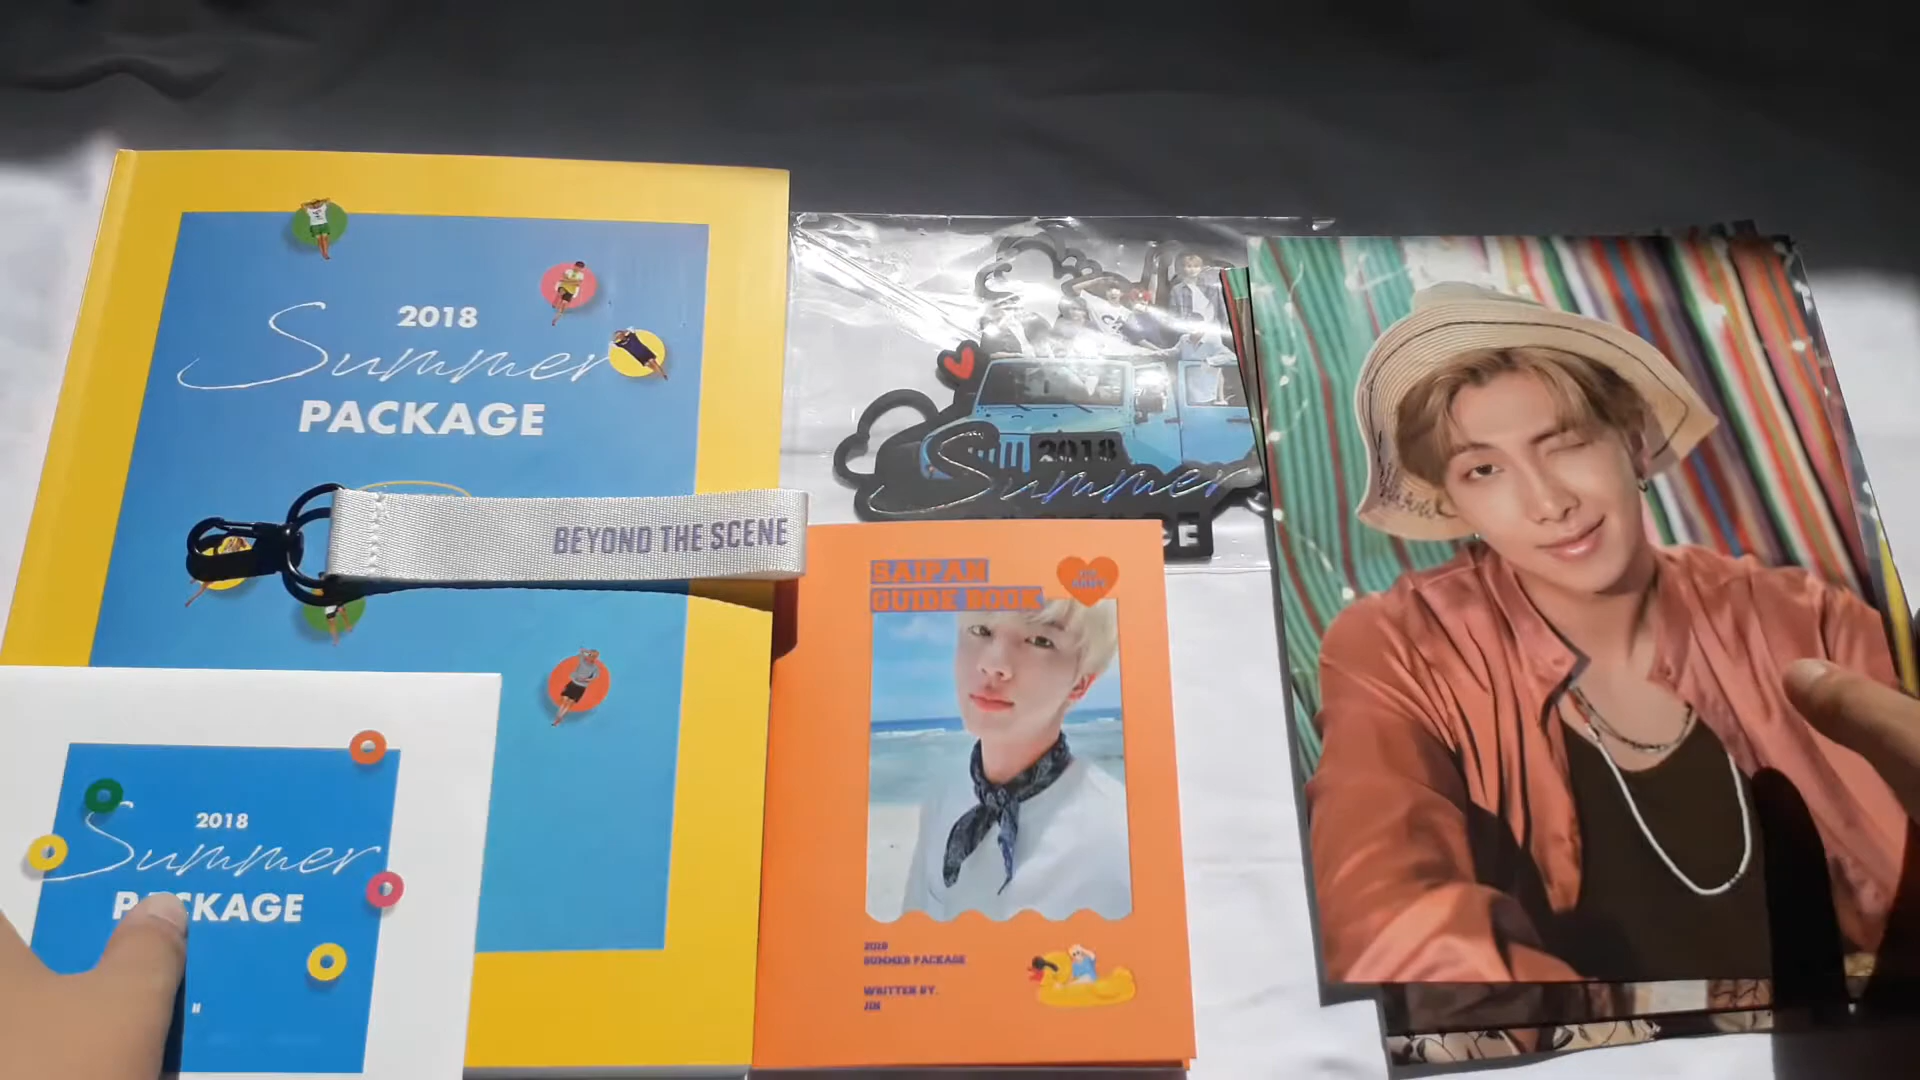 2018
Summer
PACKAGE
BEYOND THE SCENE
2018
Summer
SAIPAN
GUIDE BOOK
2018
SUMMER PACKAGE
WRITTEN BY.
JIN
2018
Summer
PACKAGE